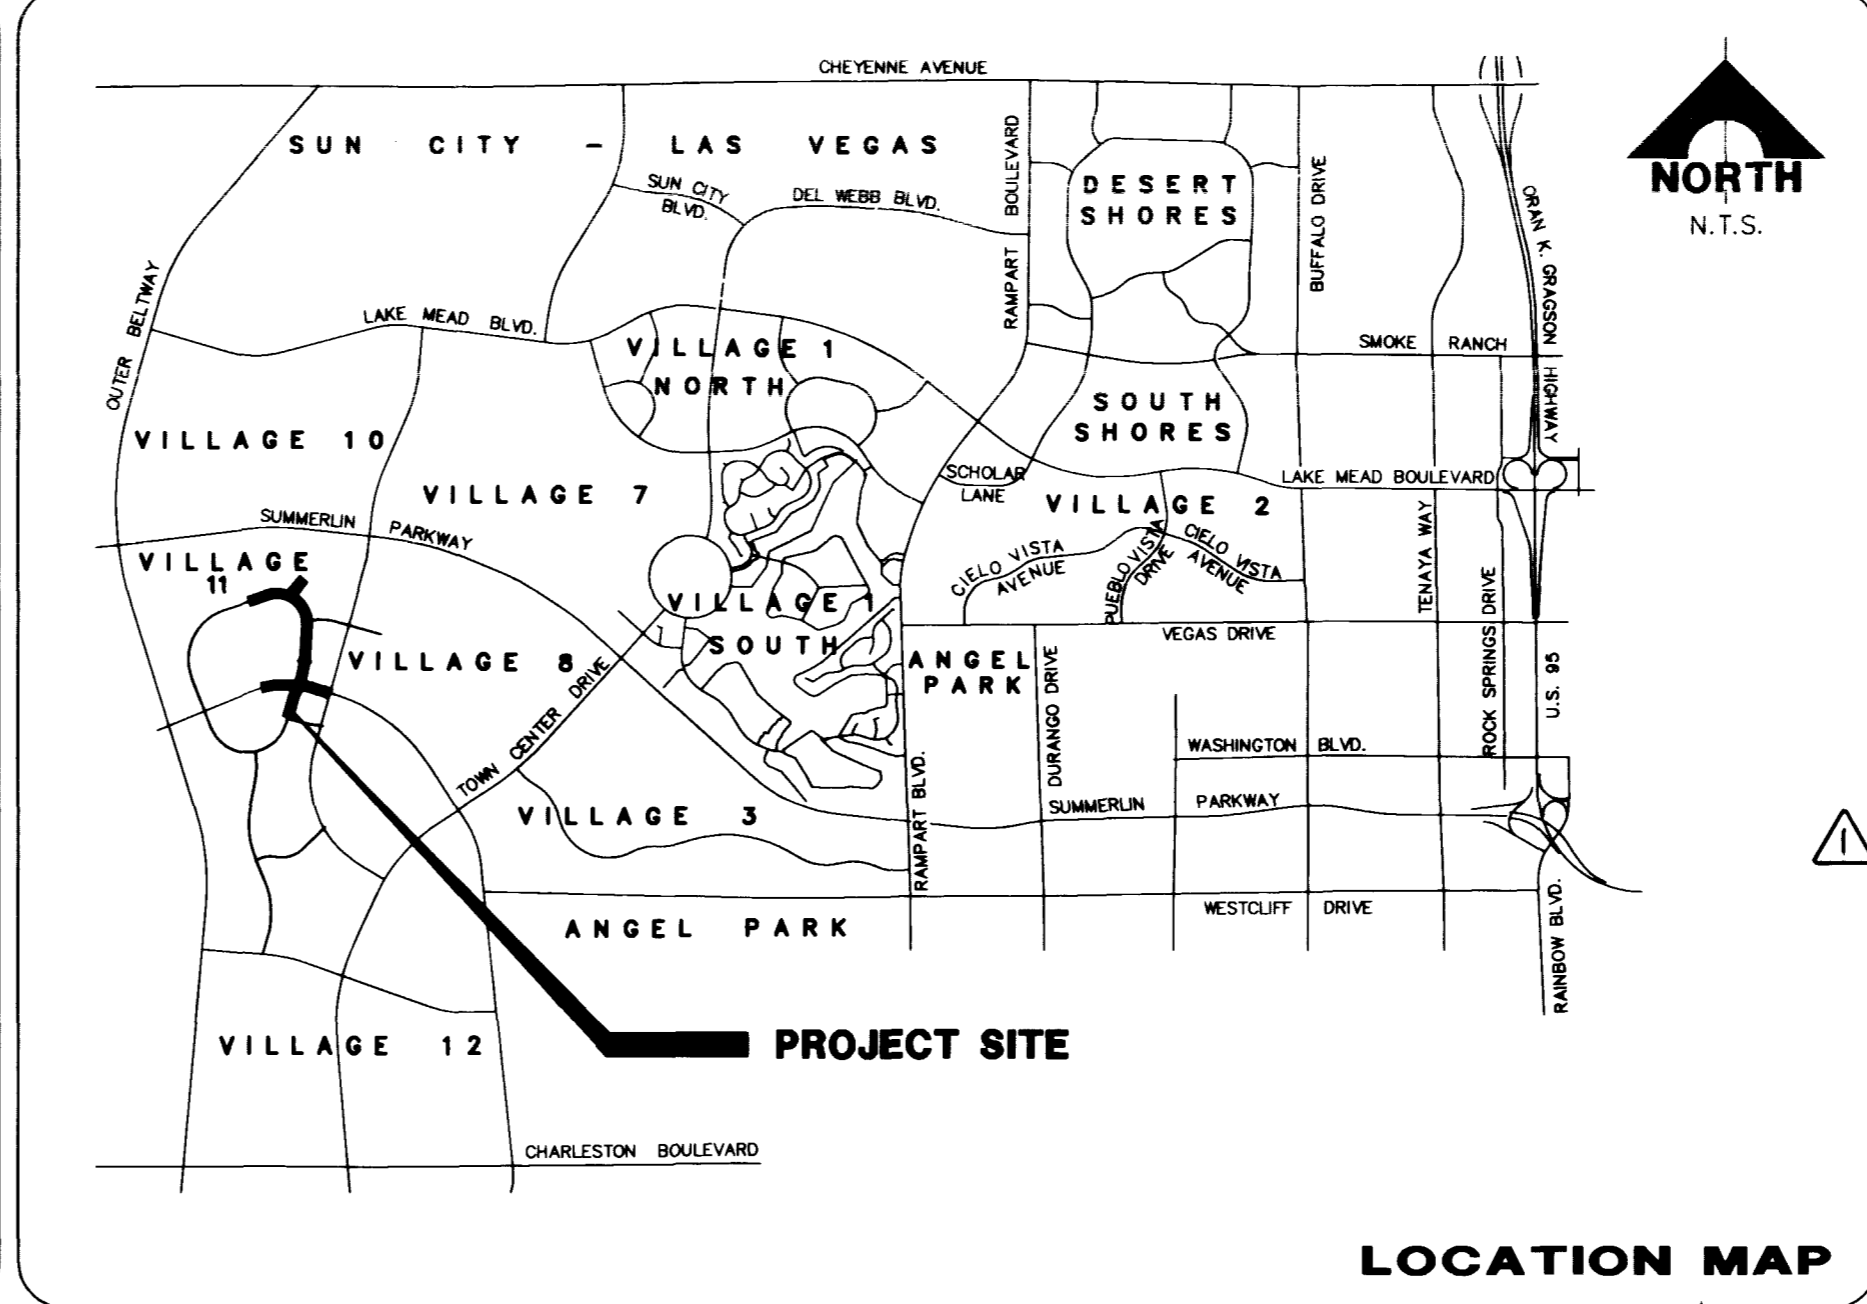 CHEYENNE AVENUE
NORTH
N.T.S.
SUN CITY - LAS VEGAS
SUN CITY
BLVD.
DEL WEBB BLVD.
RAMPART BOULEVARD
DESERT
SHORES
BUFFALO DRIVE
ORAN K. GRAGSON HIGHWAY
OUTER BELTWAY
LAKE MEAD BLVD.
VILLAGE 1
NORTH
SMOKE RANCH
SOUTH
SHORES
VILLAGE 10
VILLAGE 7
SCHOLAR
LANE
LAKE MEAD BOULEVARD
VILLAGE 2
SUMMERLIN PARKWAY
VILLAGE
11
CIELO VISTA
AVENUE
PUEBLO VISTA
DRIVE
CIELO VISTA
AVENUE
TENAYA WAY
ROCK SPRINGS DRIVE
VILLAGE 1
SOUTH
VEGAS DRIVE
VILLAGE 8
ANGEL
PARK
DURANGO DRIVE
U.S. 95
TOWN CENTER DRIVE
WASHINGTON BLVD.
RAMPART BLVD.
VILLAGE 3
SUMMERLIN PARKWAY
1
WESTCLIFF DRIVE
RAINBOW BLVD.
ANGEL PARK
VILLAGE 12
PROJECT SITE
CHARLESTON BOULEVARD
LOCATION MAP